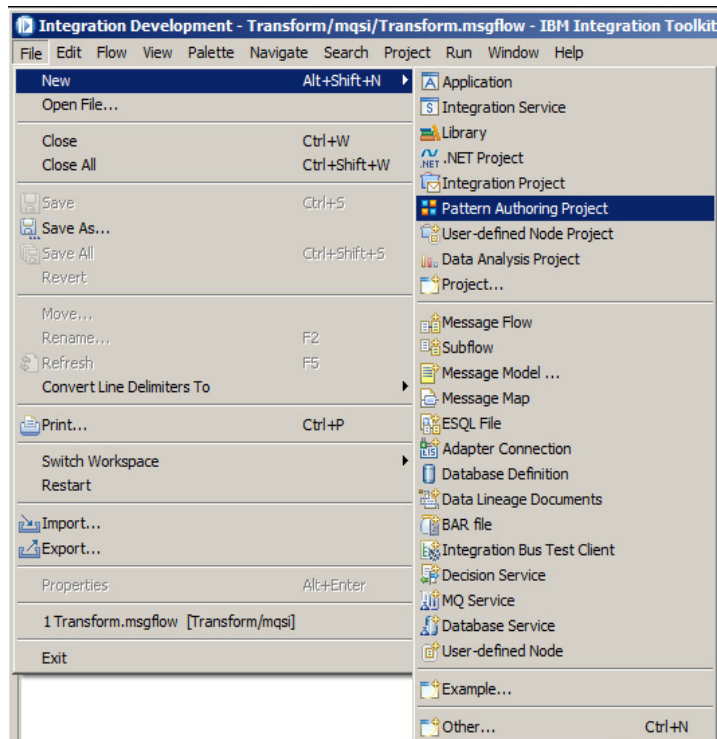 Integration Development - Transform/mqsi/Transform.msgflow - IBM Integration Toolkit
File Edit Flow View Palette Navigate Search Project Run Window Help
New Alt+Shift+N
Open File...
Close Ctrl+W
Close All Ctrl+Shift+W
Save Ctrl+S
Save As...
Save All Ctrl+Shift+S
Revert
Move...
Rename... F2
Refresh F5
Convert Line Delimiters To
Print... Ctrl+P
Switch Workspace
Restart
Import...
Export...
Properties Alt+Enter
1 Transform.msgflow [Transform/mqsi]
Exit
Application
Integration Service
Library
.NET Project
Integration Project
Pattern Authoring Project
User-defined Node Project
Data Analysis Project
Project...
Message Flow
Subflow
Message Model ...
Message Map
ESQL File
Adapter Connection
Database Definition
Data Lineage Documents
BAR file
Integration Bus Test Client
Decision Service
MQ Service
Database Service
User-defined Node
Example...
Other... Ctrl+N